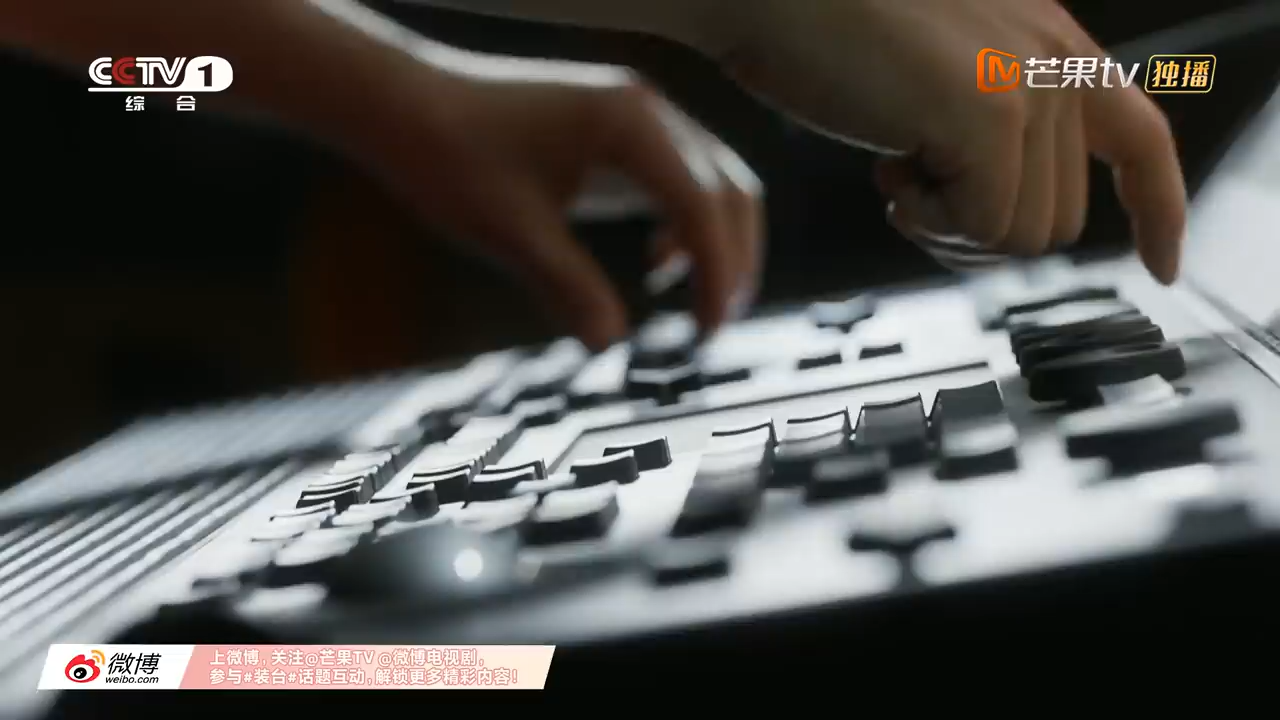 CCTV 1
综合
芒果tv 独播
微博
weibo.com
上微博，关注@芒果TV @微博电视剧，
参与#装台#话题互动，解锁更多精彩内容！